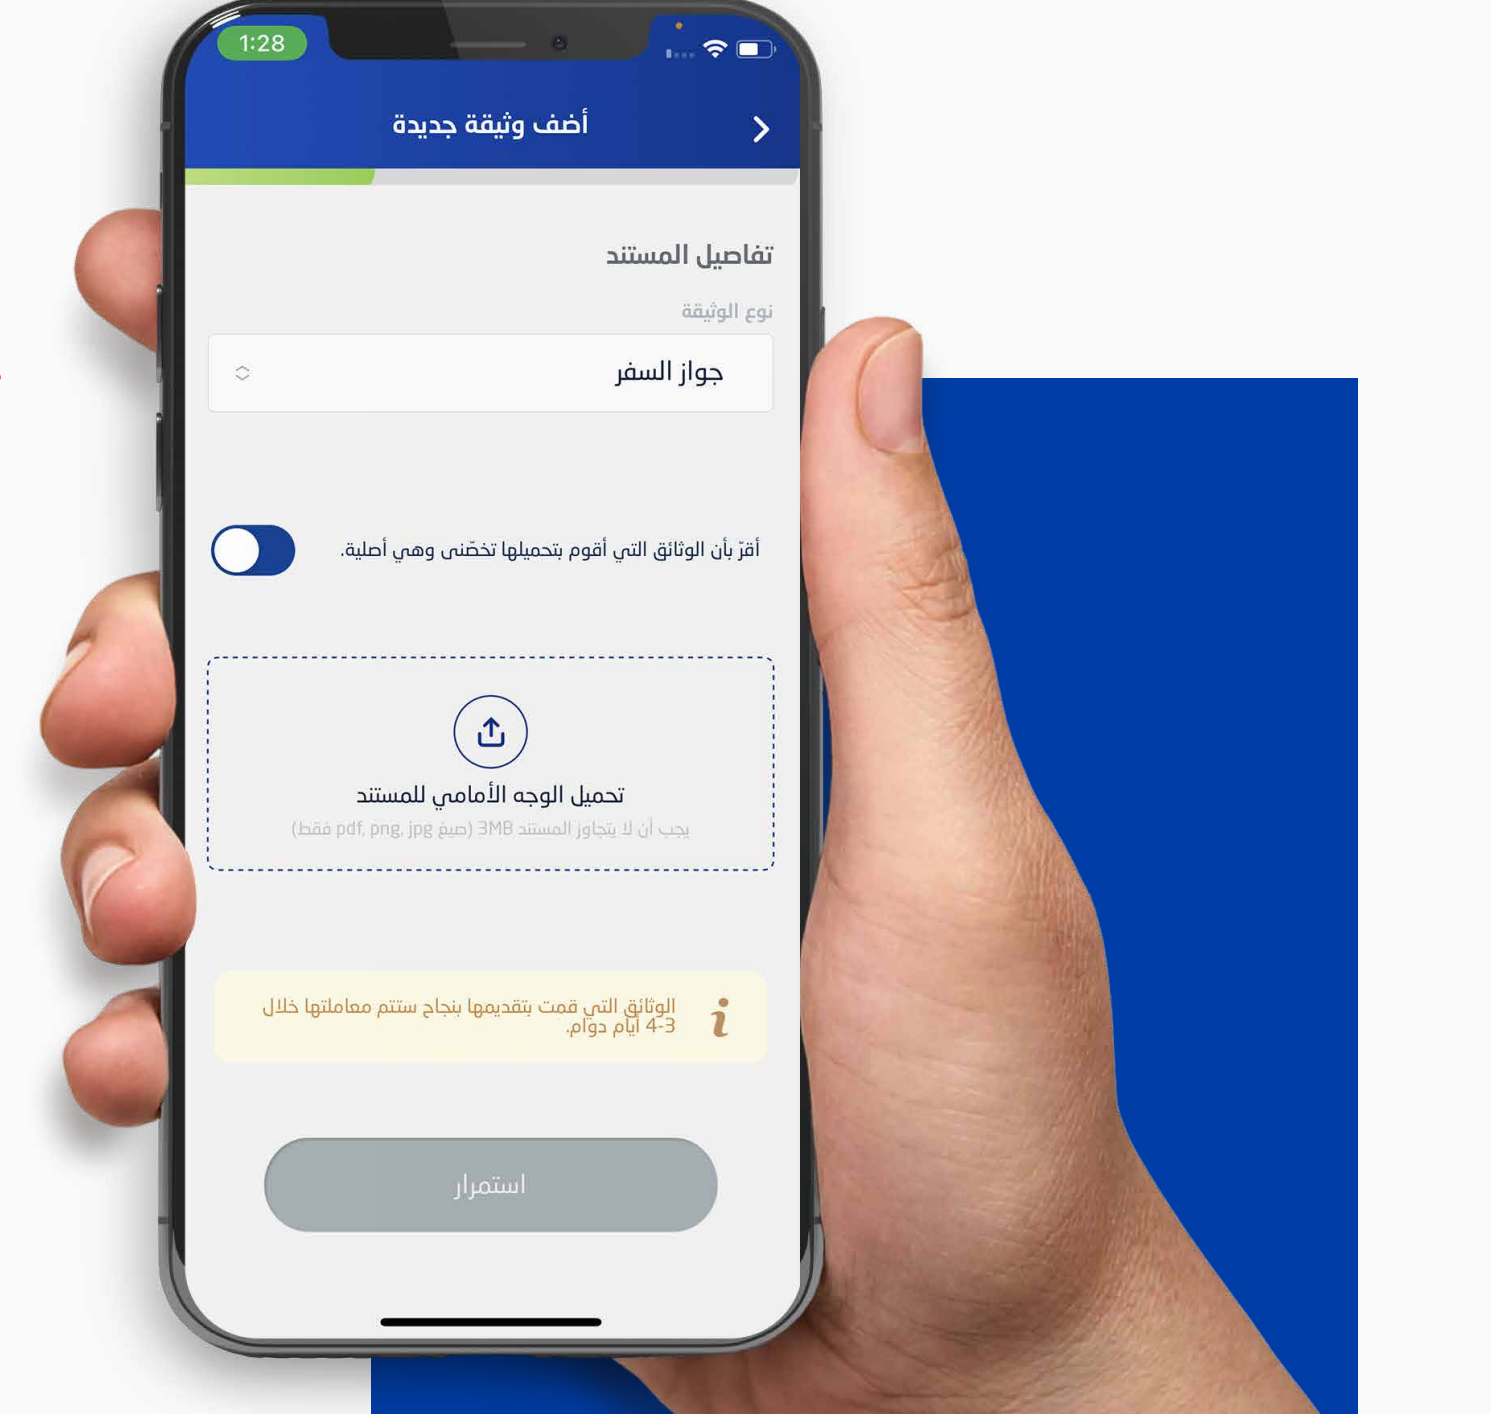 1:28
أضف وثيقة جديدة
تفاصيل المستند
نوع الوثيقة
جواز السفر
أقرّ بأن الوثائق التي أقوم بتحميلها تخصّنى وهي أصلية.
تحميل الوجه الأمامي للمستند
يجب أن لا يتجاوز المستند 3MB (صيغ pdf, png, jpg فقط)
الوثائق التي قمت بتقديمها بنجاح ستتم معاملتها خلال
3-4 أيام دوام.
استمرار